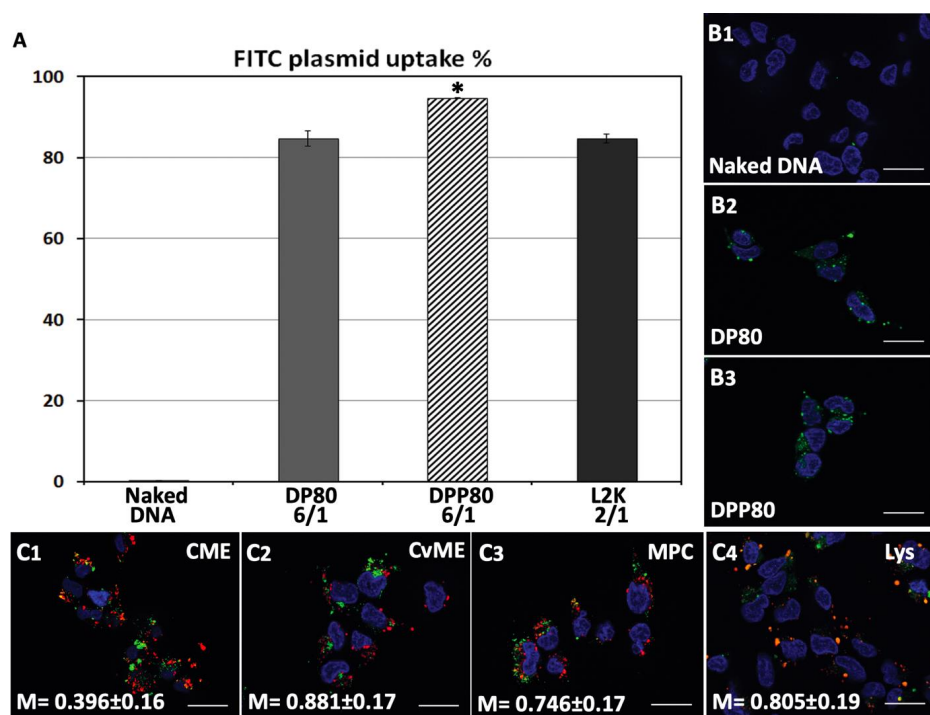 A
FITC plasmid uptake %
100
80
60
40
20
0
*
Naked
DNA
DP80
6/1
DPP80
6/1
L2K
2/1
B1
Naked DNA
B2
DP80
B3
DPP80
C1
CME
M= 0.396±0.16
C2
CvME
M= 0.881±0.17
C3
MPC
M= 0.746±0.17
C4
Lys
M= 0.805±0.19